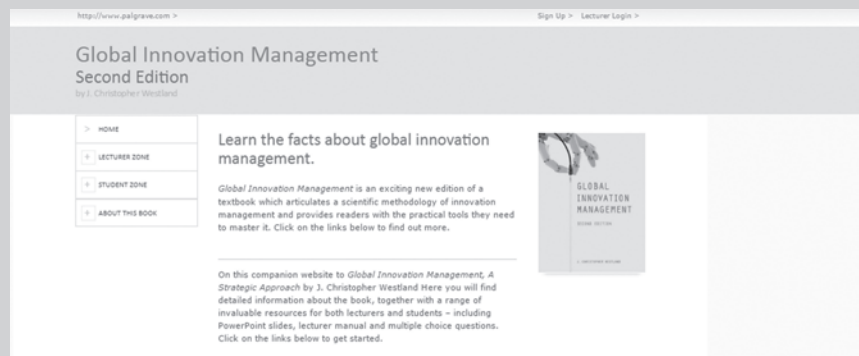 http://www.palgrave.com >
Sign Up > Lecturer Login >
Global Innovation Management
Second Edition
by J. Christopher Westland
> HOME
+ LECTURER ZONE
+ STUDENT ZONE
+ ABOUT THIS BOOK
Learn the facts about global innovation
management.
Global Innovation Management is an exciting new edition of a
textbook which articulates a scientific methodology of innovation
management and provides readers with the practical tools they need
to master it. Click on the links below to find out more.
On this companion website to Global Innovation Management, A
Strategic Approach by J. Christopher Westland Here you will find
detailed information about the book, together with a range of
invaluable resources for both lecturers and students – including
PowerPoint slides, lecturer manual and multiple choice questions.
Click on the links below to get started.
GLOBAL
INNOVATION
MANAGEMENT
SECOND EDITION
J. CHRISTOPHER WESTLAND